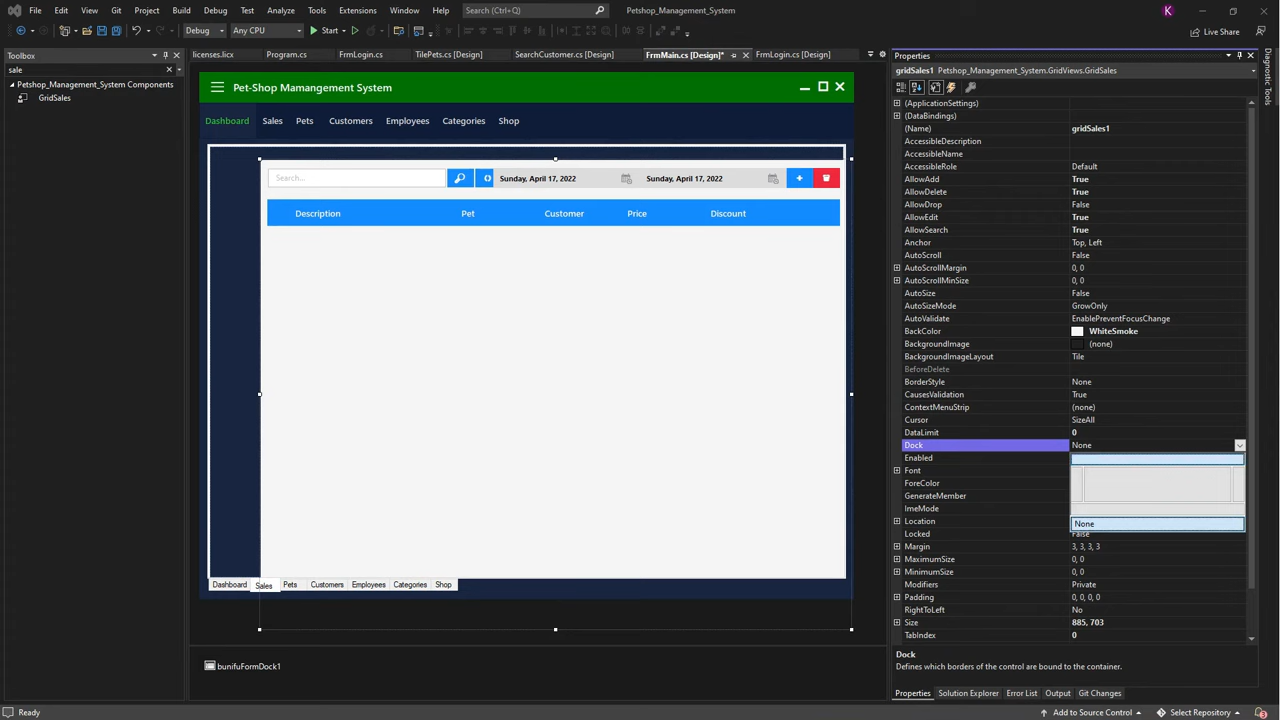 File Edit View Git Project Build Debug Test Analyze Tools Extensions Window Help Search (Ctrl+Q) Petshop_Management_System K
Debug Any CPU Start Live Share
Toolbox
sale
Petshop_Management_System Components
GridSales
licenses.licx Program.cs FrmLogin.cs TilePets.cs [Design] SearchCustomer.cs [Design] FrmMain.cs [Design]* FrmLogin.cs [Design]
Pet-Shop Mamangement System
Dashboard Sales Pets Customers Employees Categories Shop
Search... Sunday, April 17, 2022 Sunday, April 17, 2022
Description Pet Customer Price Discount
Dashboard Sales Pets Customers Employees Categories Shop
bunifuFormDock1
Properties
gridSales1 Petshop_Management_System.GridViews.GridSales
(ApplicationSettings)
(DataBindings)
(Name) gridSales1
AccessibleDescription
AccessibleName
AccessibleRole Default
AllowAdd True
AllowDelete True
AllowDrop False
AllowEdit True
AllowSearch True
Anchor Top, Left
AutoScroll False
AutoScrollMargin 0, 0
AutoScrollMinSize 0, 0
AutoSize False
AutoSizeMode GrowOnly
AutoValidate EnablePreventFocusChange
BackColor WhiteSmoke
BackgroundImage (none)
BackgroundImageLayout Tile
BeforeDelete
BorderStyle None
CausesValidation True
ContextMenuStrip (none)
Cursor SizeAll
DataLimit 0
Dock None
Enabled
Font
ForeColor
GenerateMember
ImeMode
Location None
Locked False
Margin 3, 3, 3, 3
MaximumSize 0, 0
MinimumSize 0, 0
Modifiers Private
Padding 0, 0, 0, 0
RightToLeft No
Size 885, 703
TabIndex 0
Dock
Defines which borders of the control are bound to the container.
Properties Solution Explorer Error List Output Git Changes
Diagnostic Tools
Ready Add to Source Control Select Repository